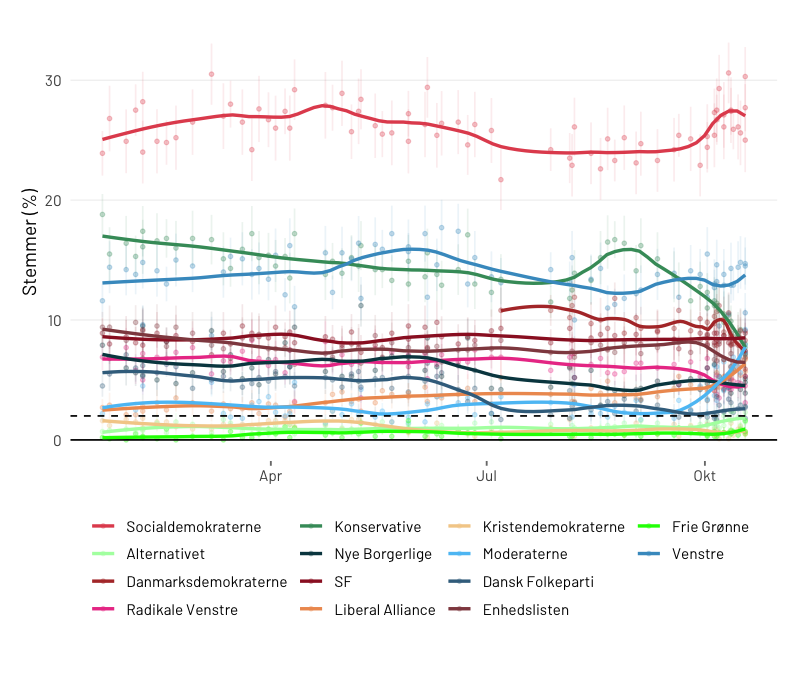 30
20
10
0
Stemmer (%)
Apr Jul Okt
Socialdemokraterne Konservative Kristendemokraterne Frie Grønne
Alternativet Nye Borgerlige Moderaterne Venstre
Danmarksdemokraterne SF Dansk Folkeparti
Radikale Venstre Liberal Alliance Enhedslisten